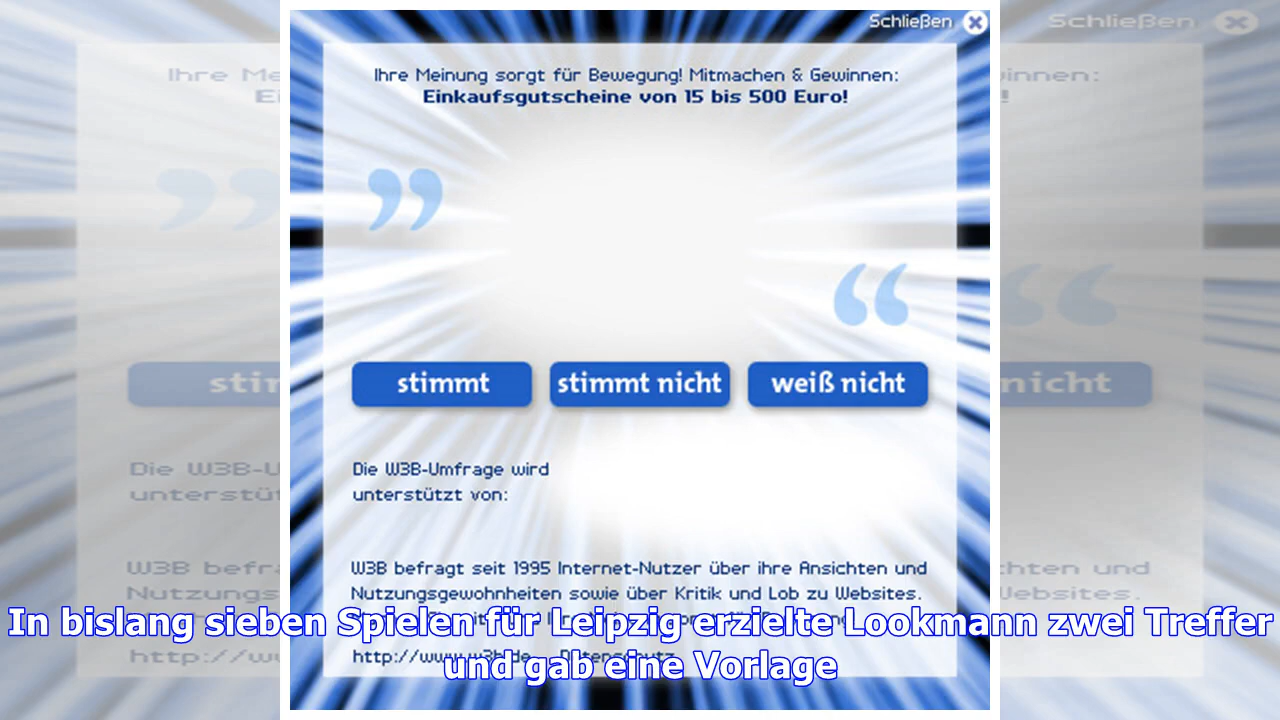 Schließen
Ihre Meinung sorgt für Bewegung! Mitmachen & Gewinnen:
Einkaufsgutscheine von 15 bis 500 Euro!
”
“
stimmt
stimmt nicht
weiß nicht
Die W3B-Umfrage wird
unterstützt von:
W3B befragt seit 1995 Internet-Nutzer über ihre Ansichten und
Nutzungsgewohnheiten sowie über Kritik und Lob zu Websites.
In bislang sieben Spielen für Leipzig erzielte Lookmann zwei Treffer
und gab eine Vorlage